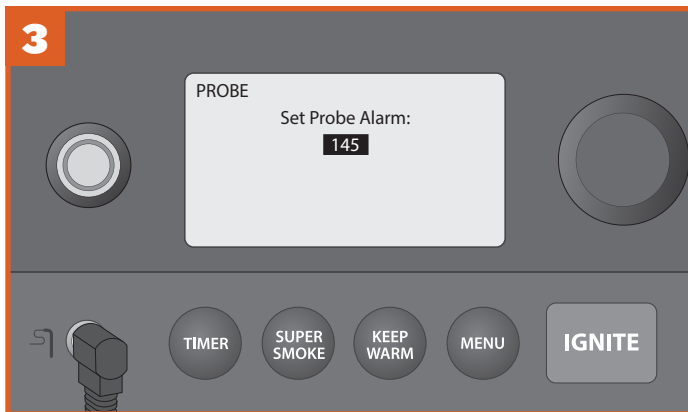 3
PROBE
Set Probe Alarm:
145
TIMER
SUPER
SMOKE
KEEP
WARM
MENU
IGNITE